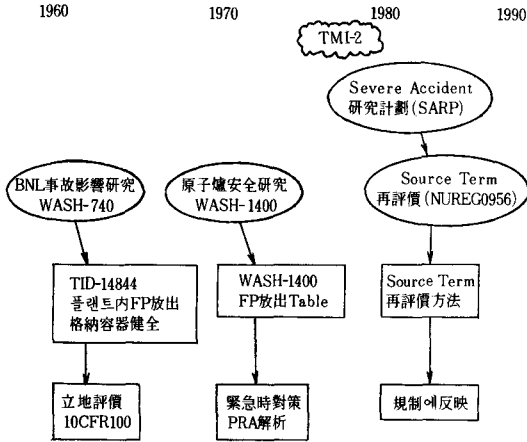 1960 1970 1980 1990
TMI-2
Severe Accident
研究計劃(SARP)
BNL事故影響研究
WASH-740
原子爐安全研究
WASH-1400
Source Term
再評價(NUREG0956)
TID-14844
플랜트內FP放出
格納容器健全
WASH-1400
FP放出Table
Source Term
再評價方法
立地評價
10CFR100
緊急時對策
PRA解析
規制에反映